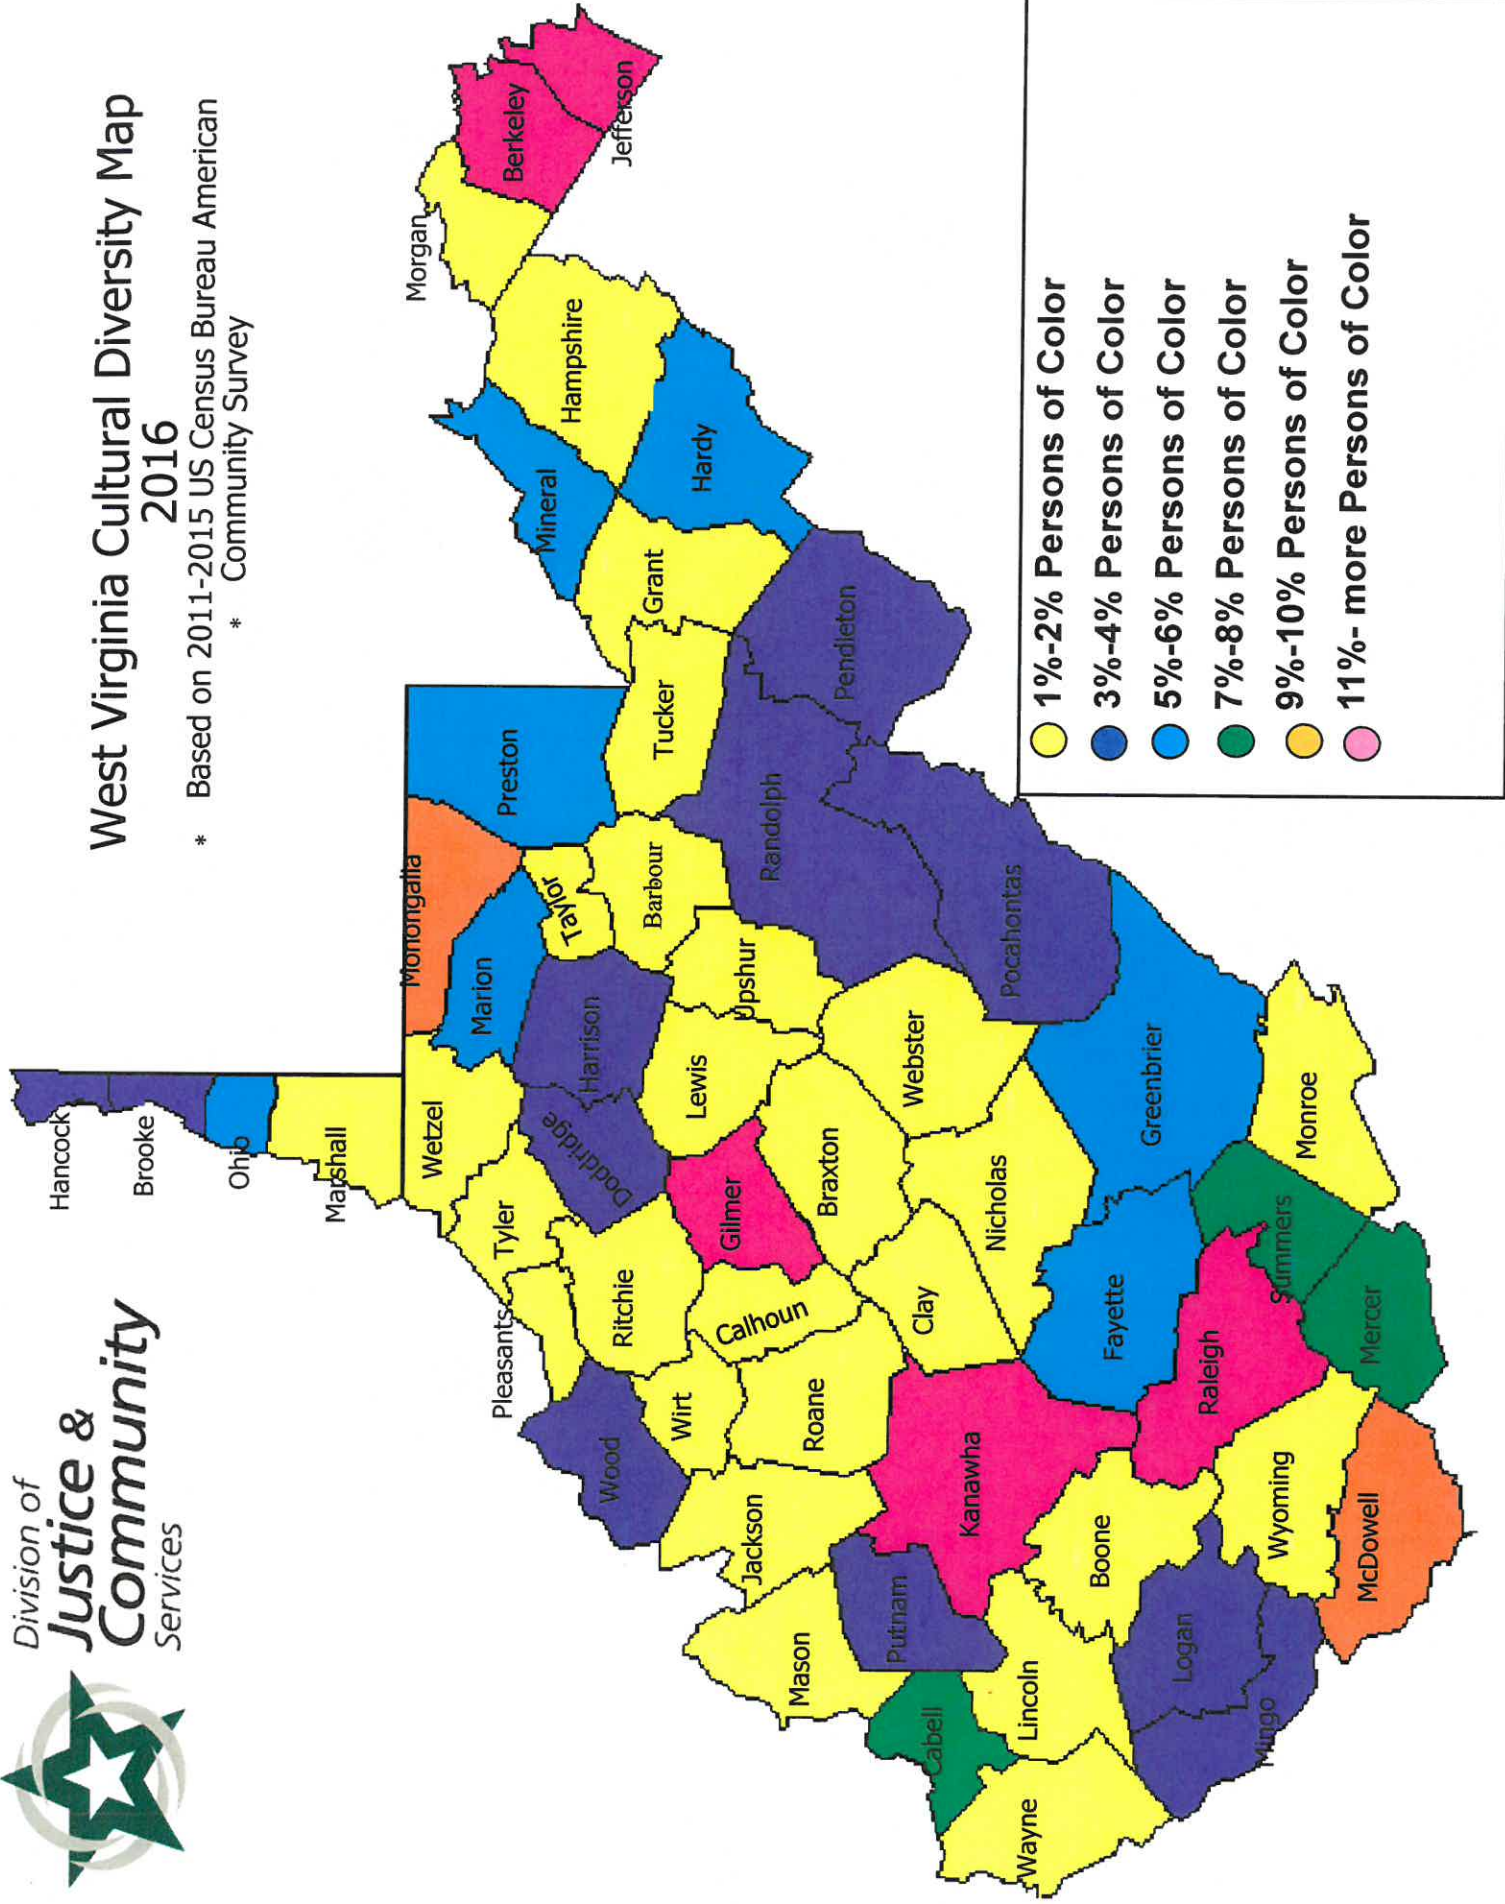 Division of
Justice &
Community
Services
West Virginia Cultural Diversity Map
2016
* Based on 2011-2015 US Census Bureau American
* Community Survey
Hancock
Brooke
Ohio
Marshall
Wetzel
Monongalia
Marion
Preston
Morgan
Berkeley
Jefferson
Hampshire
Mineral
Hardy
Grant
Tucker
Taylor
Barbour
Harrison
Doddridge
Tyler
Pleasants
Ritchie
Wood
Wirt
Calhoun
Gilmer
Lewis
Upshur
Randolph
Pendleton
Pocahontas
Webster
Braxton
Roane
Jackson
Mason
Putnam
Kanawha
Clay
Nicholas
Greenbrier
Monroe
Summers
Mercer
Fayette
Raleigh
Boone
Lincoln
Cabell
Wayne
Logan
Mingo
Wyoming
McDowell
1%-2% Persons of Color
3%-4% Persons of Color
5%-6% Persons of Color
7%-8% Persons of Color
9%-10% Persons of Color
11%- more Persons of Color